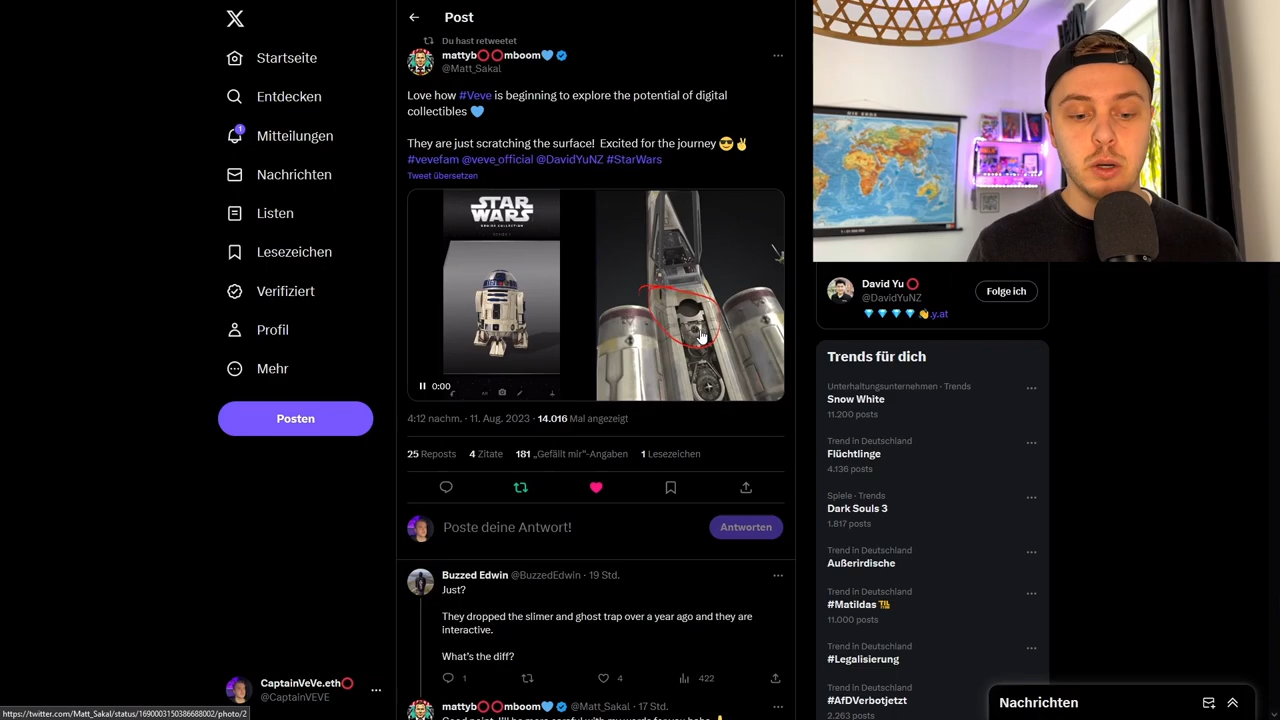 Post
Startseite
Entdecken
1
Mitteilungen
Nachrichten
Listen
Lesezeichen
Verifiziert
Profil
Mehr
Posten
CaptainVeVe.eth⭕
@CaptainVEVE
https://twitter.com/Matt_Sakal/status/1690003150386688002/photo/2
Du hast retweetet
mattyb⭕⭕mboom💙
@Matt_Sakal
Love how #Veve is beginning to explore the potential of digital
collectibles 💙
They are just scratching the surface! Excited for the journey 😎✌
#vevefam @veve_official @DavidYuNZ #StarWars
Tweet übersetzen
STAR
WARS
0:00
4:12 nachm. · 11. Aug. 2023 · 14.016 Mal angezeigt
25 Reposts 4 Zitate 181 „Gefällt mir“-Angaben 1 Lesezeichen
Poste deine Antwort!
Antworten
Buzzed Edwin @BuzzedEdwin · 19 Std.
Just?
They dropped the slimer and ghost trap over a year ago and they are
interactive.
What's the diff?
1 4 422
mattyb⭕⭕mboom💙 @Matt_Sakal · 17 Std.
David Yu ⭕
@DavidYuNZ
Folge ich
💎💎💎💎👋.y.at
Trends für dich
Unterhaltungsunternehmen · Trends
Snow White
11.200 posts
Trend in Deutschland
Flüchtlinge
4.136 posts
Spiele · Trends
Dark Souls 3
1.817 posts
Trend in Deutschland
Außerirdische
Trend in Deutschland
#Matildas
11.000 posts
Trend in Deutschland
#Legalisierung
Trend in Deutschland
#AfDVerbotjetzt
2.263 posts
Nachrichten